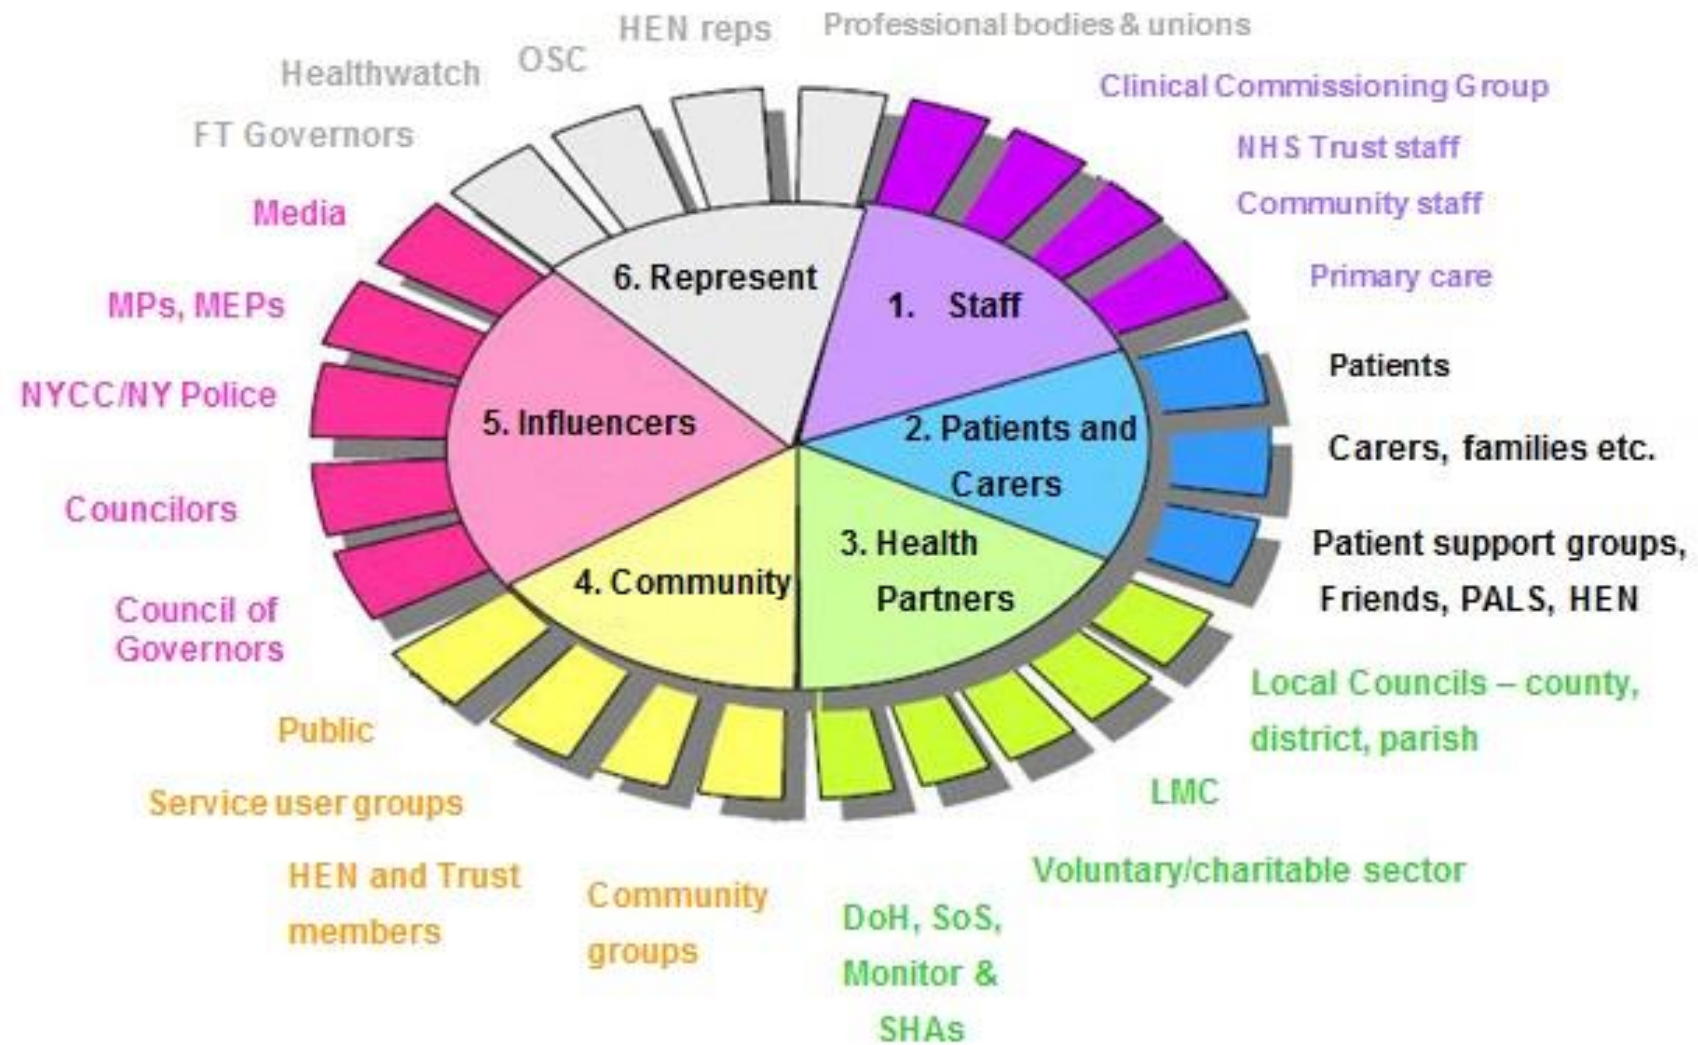 HEN reps
Professional bodies & unions
OSC
Healthwatch
FT Governors
Clinical Commissioning Group
NHS Trust staff
Community staff
Primary care
Media
MPs, MEPs
NYCC/NY Police
Councilors
Council of
Governors
6. Represent
1. Staff
5. Influencers
2. Patients and
Carers
3. Health
Partners
4. Community
Patients
Carers, families etc.
Patient support groups,
Friends, PALS, HEN
Local Councils – county,
district, parish
LMC
Voluntary/charitable sector
DoH, SoS,
Monitor &
SHAs
Public
Service user groups
HEN and Trust
members
Community
groups